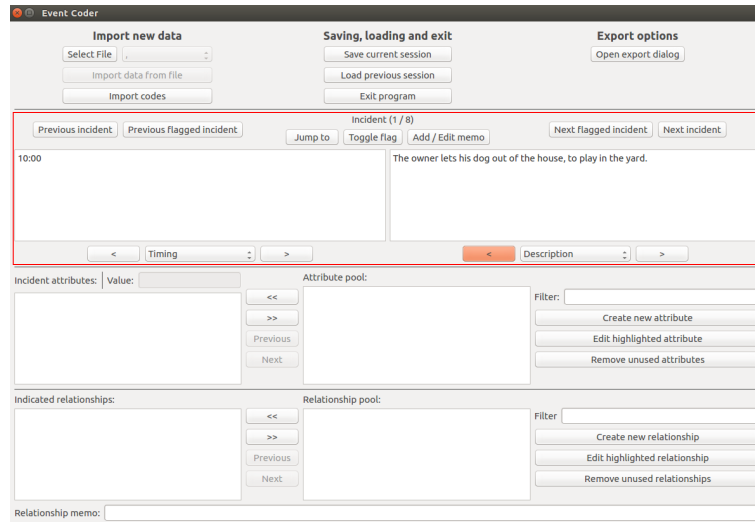 Event Coder
Import new data
Saving, loading and exit
Export options
Select File
,
Save current session
Open export dialog
Import data from file
Load previous session
Import codes
Exit program
Incident (1 / 8)
Previous incident
Previous flagged incident
Jump to
Toggle flag
Add / Edit memo
Next flagged incident
Next incident
10:00
The owner lets his dog out of the house, to play in the yard.
<
Timing
>
<
Description
>
Incident attributes:
Value:
Attribute pool:
<<
>>
Previous
Next
Filter:
Create new attribute
Edit highlighted attribute
Remove unused attributes
Indicated relationships:
Relationship pool:
<<
>>
Previous
Next
Filter
Create new relationship
Edit highlighted relationship
Remove unused relationships
Relationship memo: